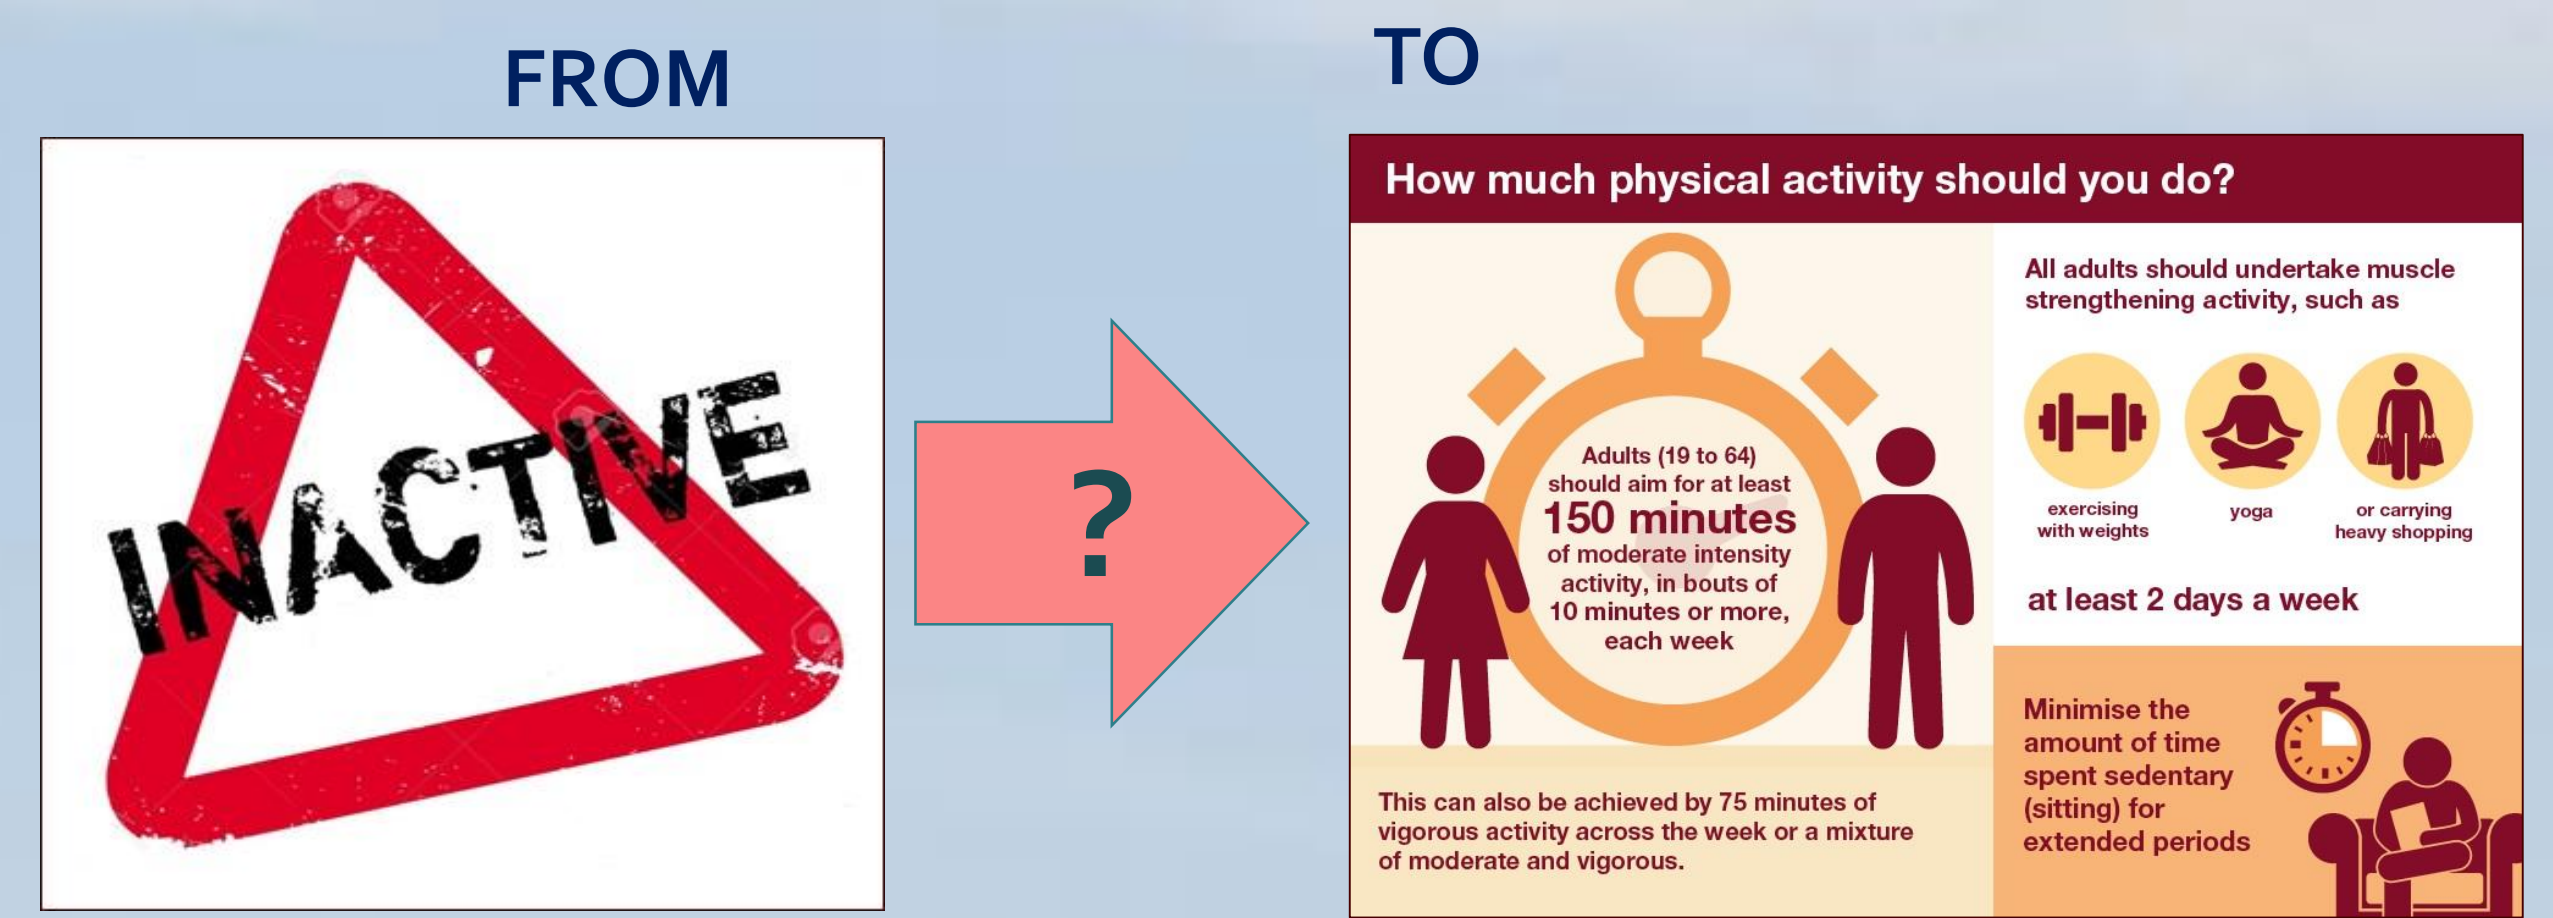 FROM
TO
INACTIVE
?
How much physical activity should you do?
Adults (19 to 64)
should aim for at least
150 minutes
of moderate intensity
activity, in bouts of
10 minutes or more,
each week
This can also be achieved by 75 minutes of
vigorous activity across the week or a mixture
of moderate and vigorous.
All adults should undertake muscle
strengthening activity, such as
exercising
with weights
yoga
or carrying
heavy shopping
at least 2 days a week
Minimise the
amount of time
spent sedentary
(sitting) for
extended periods